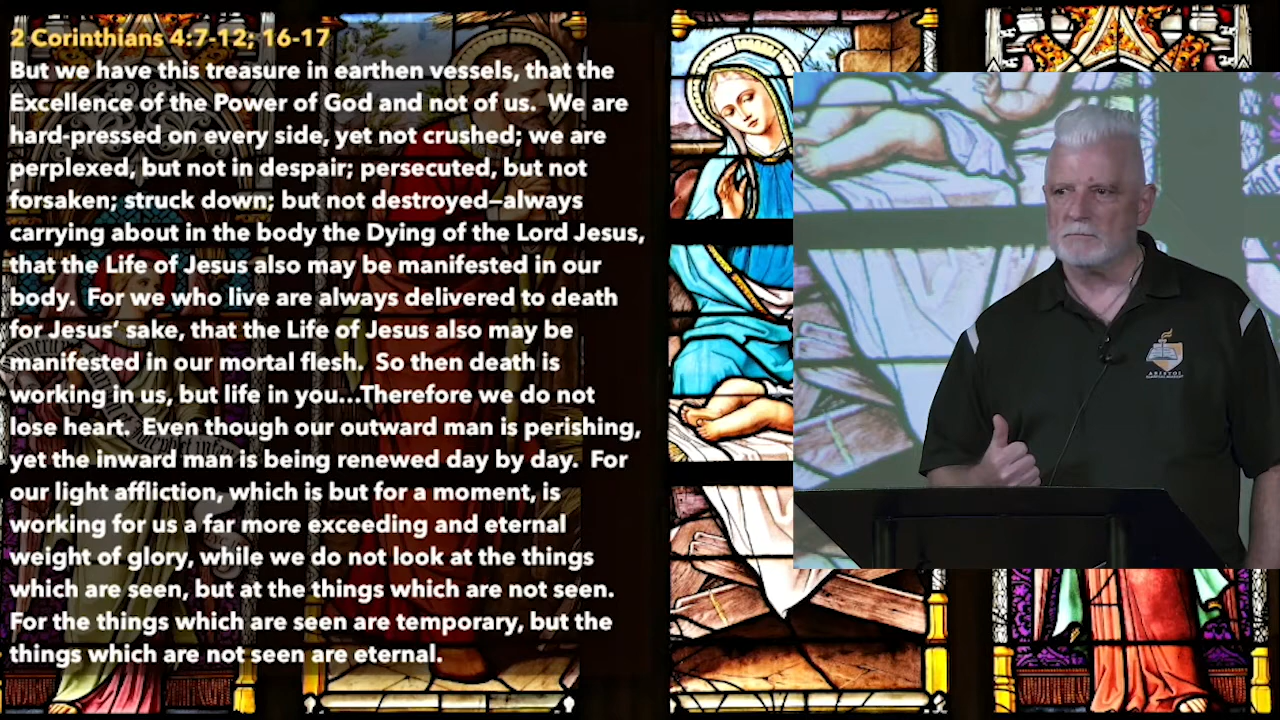 2 Corinthians 4:7-12; 16-17
But we have this treasure in earthen vessels, that the
Excellence of the Power of God and not of us.  We are
hard-pressed on every side, yet not crushed; we are
perplexed, but not in despair; persecuted, but not
forsaken; struck down; but not destroyed—always
carrying about in the body the Dying of the Lord Jesus,
that the Life of Jesus also may be manifested in our
body.  For we who live are always delivered to death
for Jesus’ sake, that the Life of Jesus also may be
manifested in our mortal flesh.  So then death is
working in us, but life in you...Therefore we do not
lose heart.  Even though our outward man is perishing,
yet the inward man is being renewed day by day.  For
our light affliction, which is but for a moment, is
working for us a far more exceeding and eternal
weight of glory, while we do not look at the things
which are seen, but at the things which are not seen.
For the things which are seen are temporary, but the
things which are not seen are eternal.